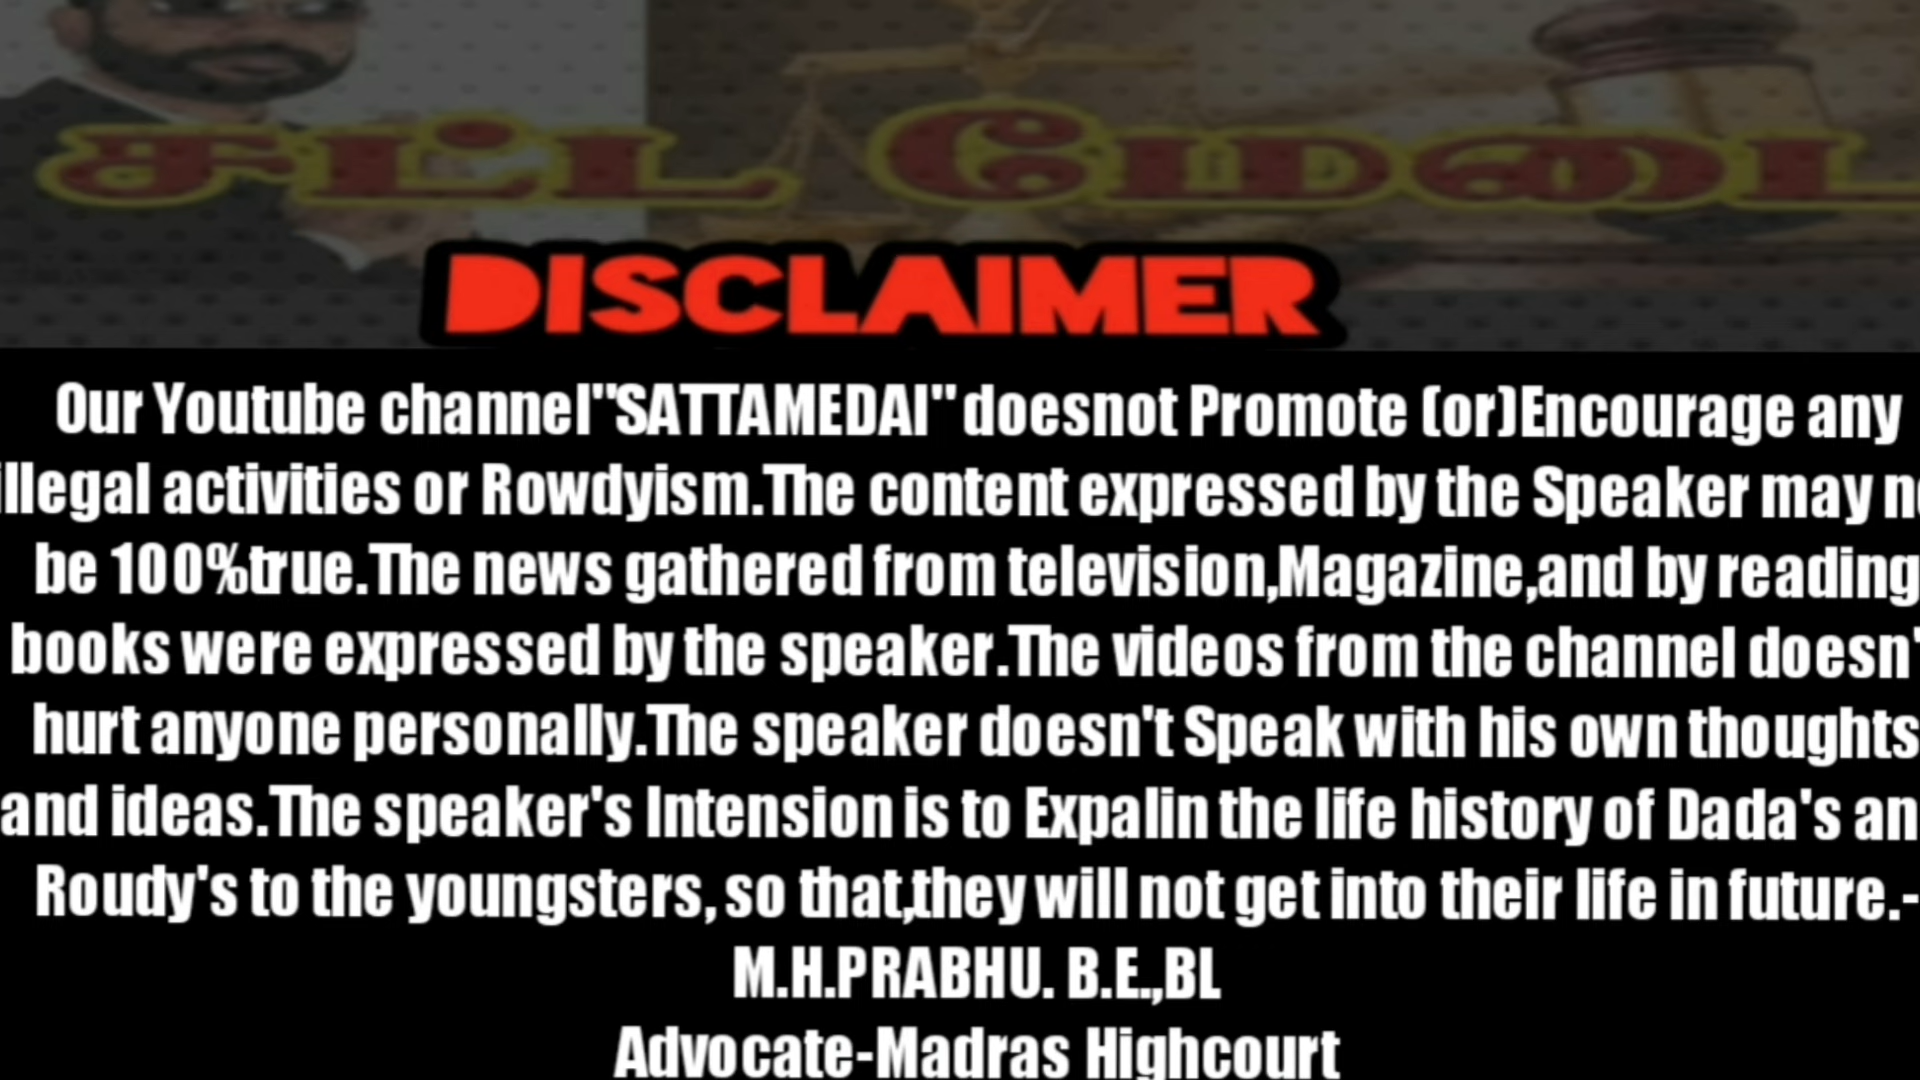 சட்ட மேடை
DISCLAIMER
Our Youtube channel"SATTAMEDAI"doesnot Promote (or)Encourage any
illegal activities or Rowdyism.The content expressed by the Speaker may
be 100%true.The news gathered from television,Magazine,and by reading
books were expressed by the speaker.The videos from the channel doesn'
hurt anyone personally.The speaker doesn't Speak with his own thoughts
and ideas.The speaker's Intension is to Expalin the life history of Dada's an
Roudy's to the youngsters, so that,they will not get into their life in future.-
M.H.PRABHU. B.E.,BL
Advocate-Madras Highcourt